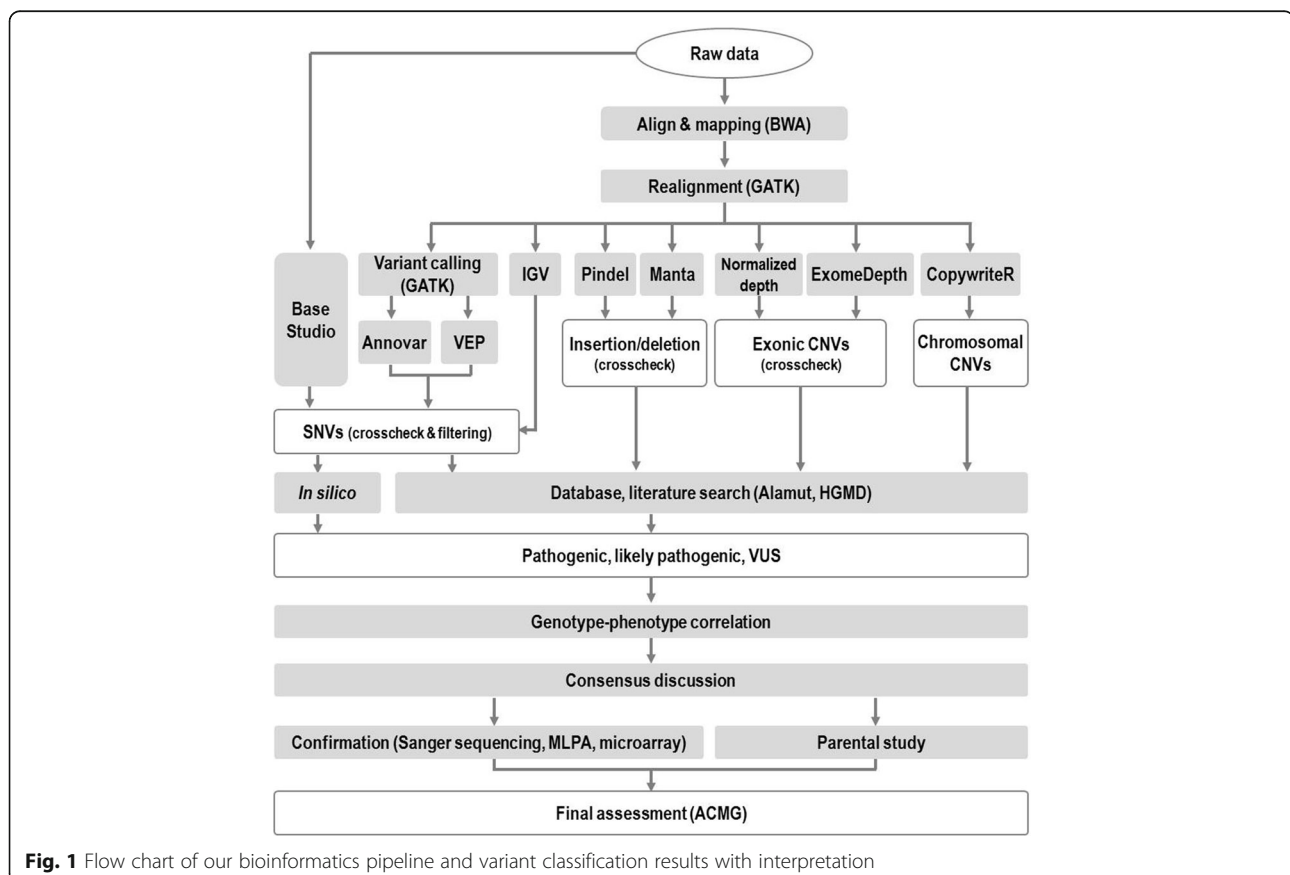 Raw data
Align & mapping (BWA)
Realignment (GATK)
Base
Studio
Variant calling
(GATK)
IGV
Pindel
Manta
Normalized
depth
ExomeDepth
CopywriteR
Annovar
VEP
Insertion/deletion
(crosscheck)
Exonic CNVs
(crosscheck)
Chromosomal
CNVs
SNVs (crosscheck & filtering)
In silico
Database, literature search (Alamut, HGMD)
Pathogenic, likely pathogenic, VUS
Genotype-phenotype correlation
Consensus discussion
Confirmation (Sanger sequencing, MLPA, microarray)
Parental study
Final assessment (ACMG)
Fig. 1 Flow chart of our bioinformatics pipeline and variant classification results with interpretation